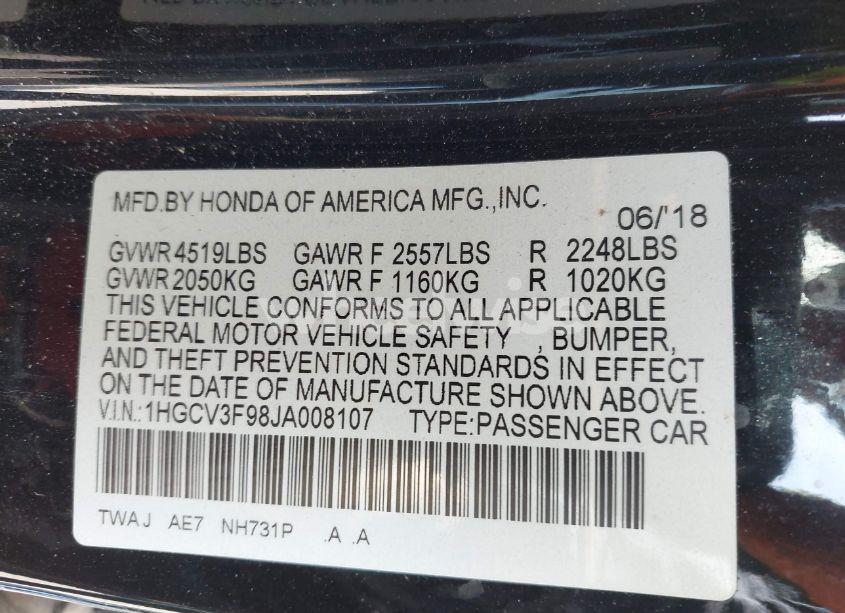 MFD.BY HONDA OF AMERICA MFG.,INC. 06/'18
GVWR 4519LBS GAWR F 2557LBS R 2248LBS
GVWR 2050KG GAWR F 1160KG R 1020KG
THIS VEHICLE CONFORMS TO ALL APPLICABLE
FEDERAL MOTOR VEHICLE SAFETY , BUMPER,
AND THEFT PREVENTION STANDARDS IN EFFECT
ON THE DATE OF MANUFACTURE SHOWN ABOVE.
V.I.N.:1HGCV3F98JA008107 TYPE:PASSENGER CAR
TWAJ AE7 NH731P .A .A